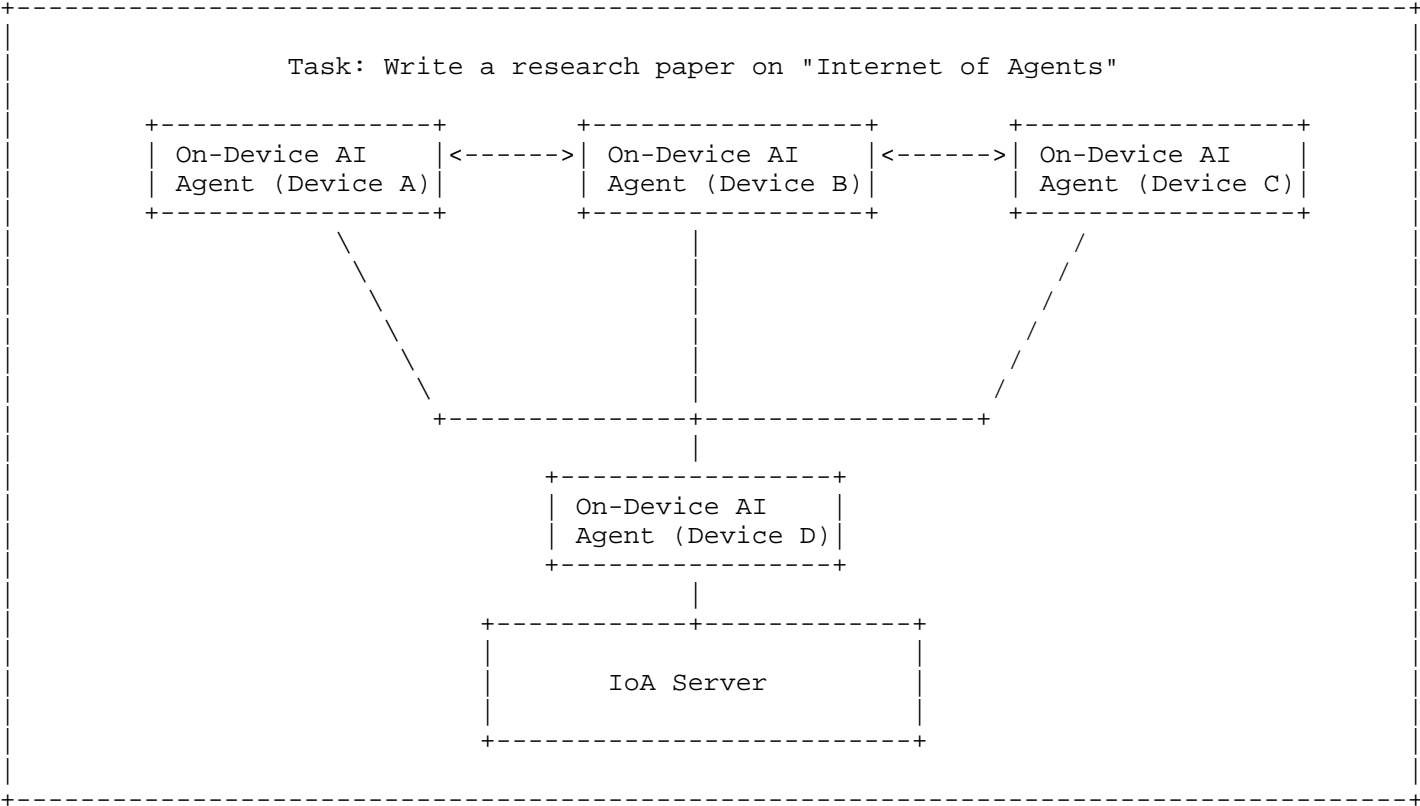 Task: Write a research paper on "Internet of Agents"
On-Device AI
Agent (Device A)
On-Device AI
Agent (Device B)
On-Device AI
Agent (Device C)
On-Device AI
Agent (Device D)
IoA Server